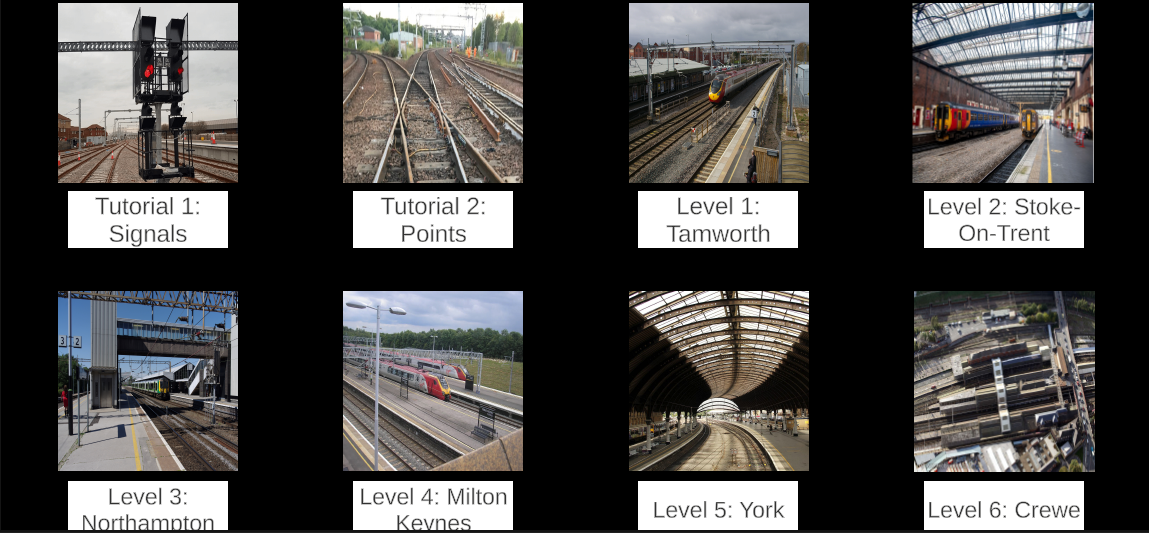 Tutorial 1:
Signals
Tutorial 2:
Points
Level 1:
Tamworth
Level 2: Stoke-
On-Trent
3 2
Level 3:
Northampton
Level 4: Milton
Keynes
Level 5: York
Level 6: Crewe